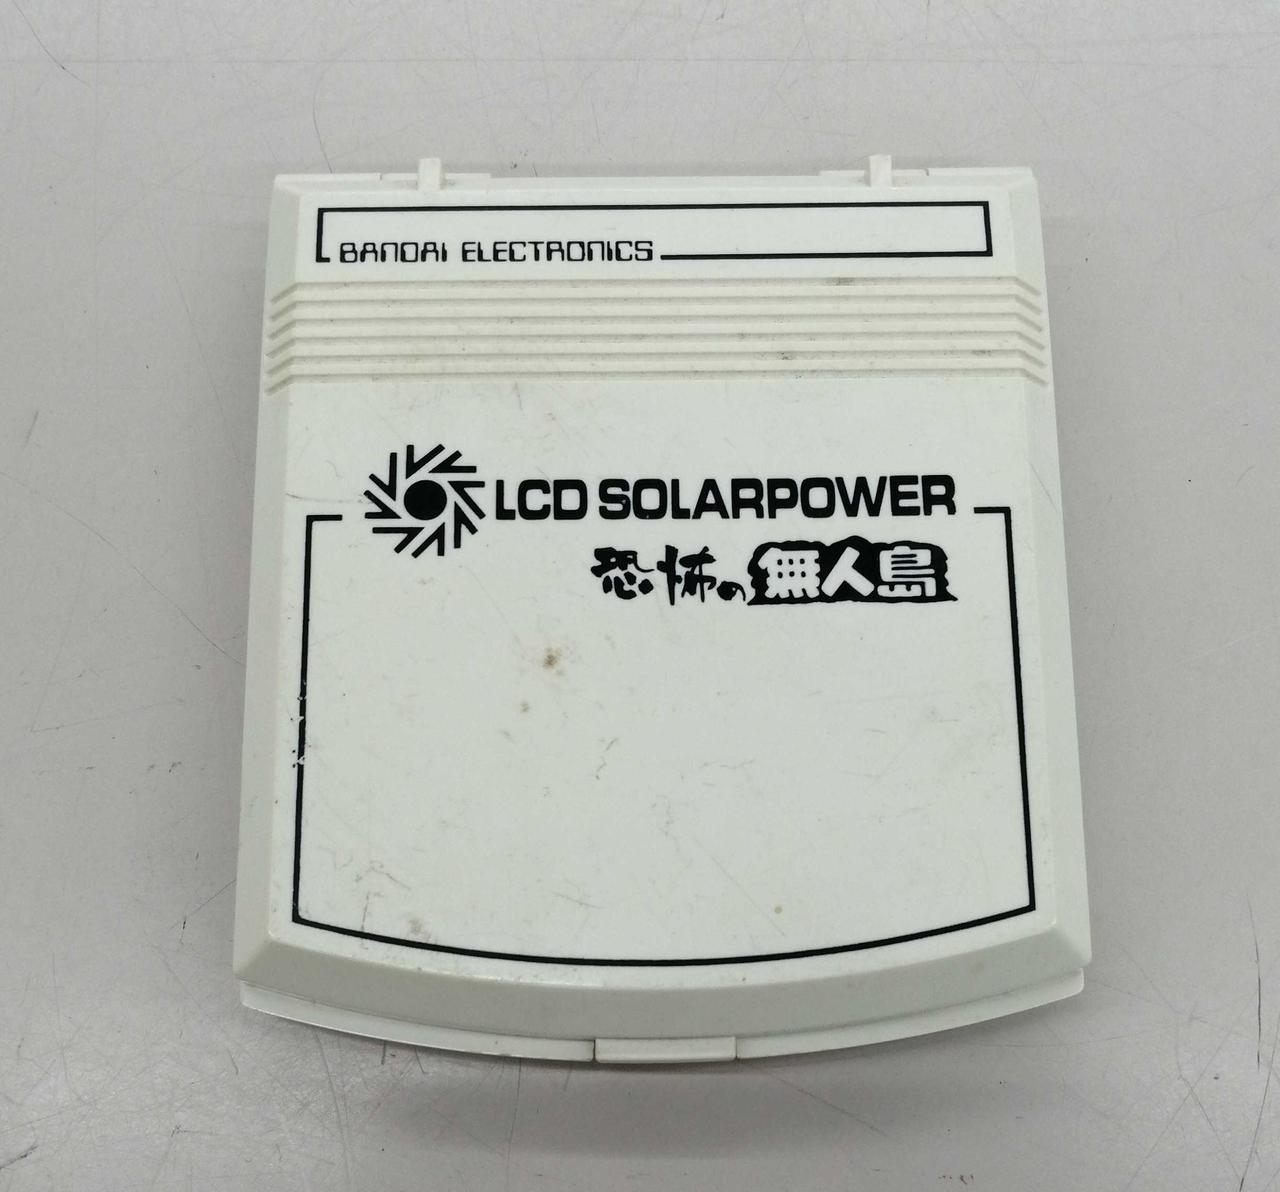 BANDAI ELECTRONICS
LCD SOLARPOWER
恐怖の無人島